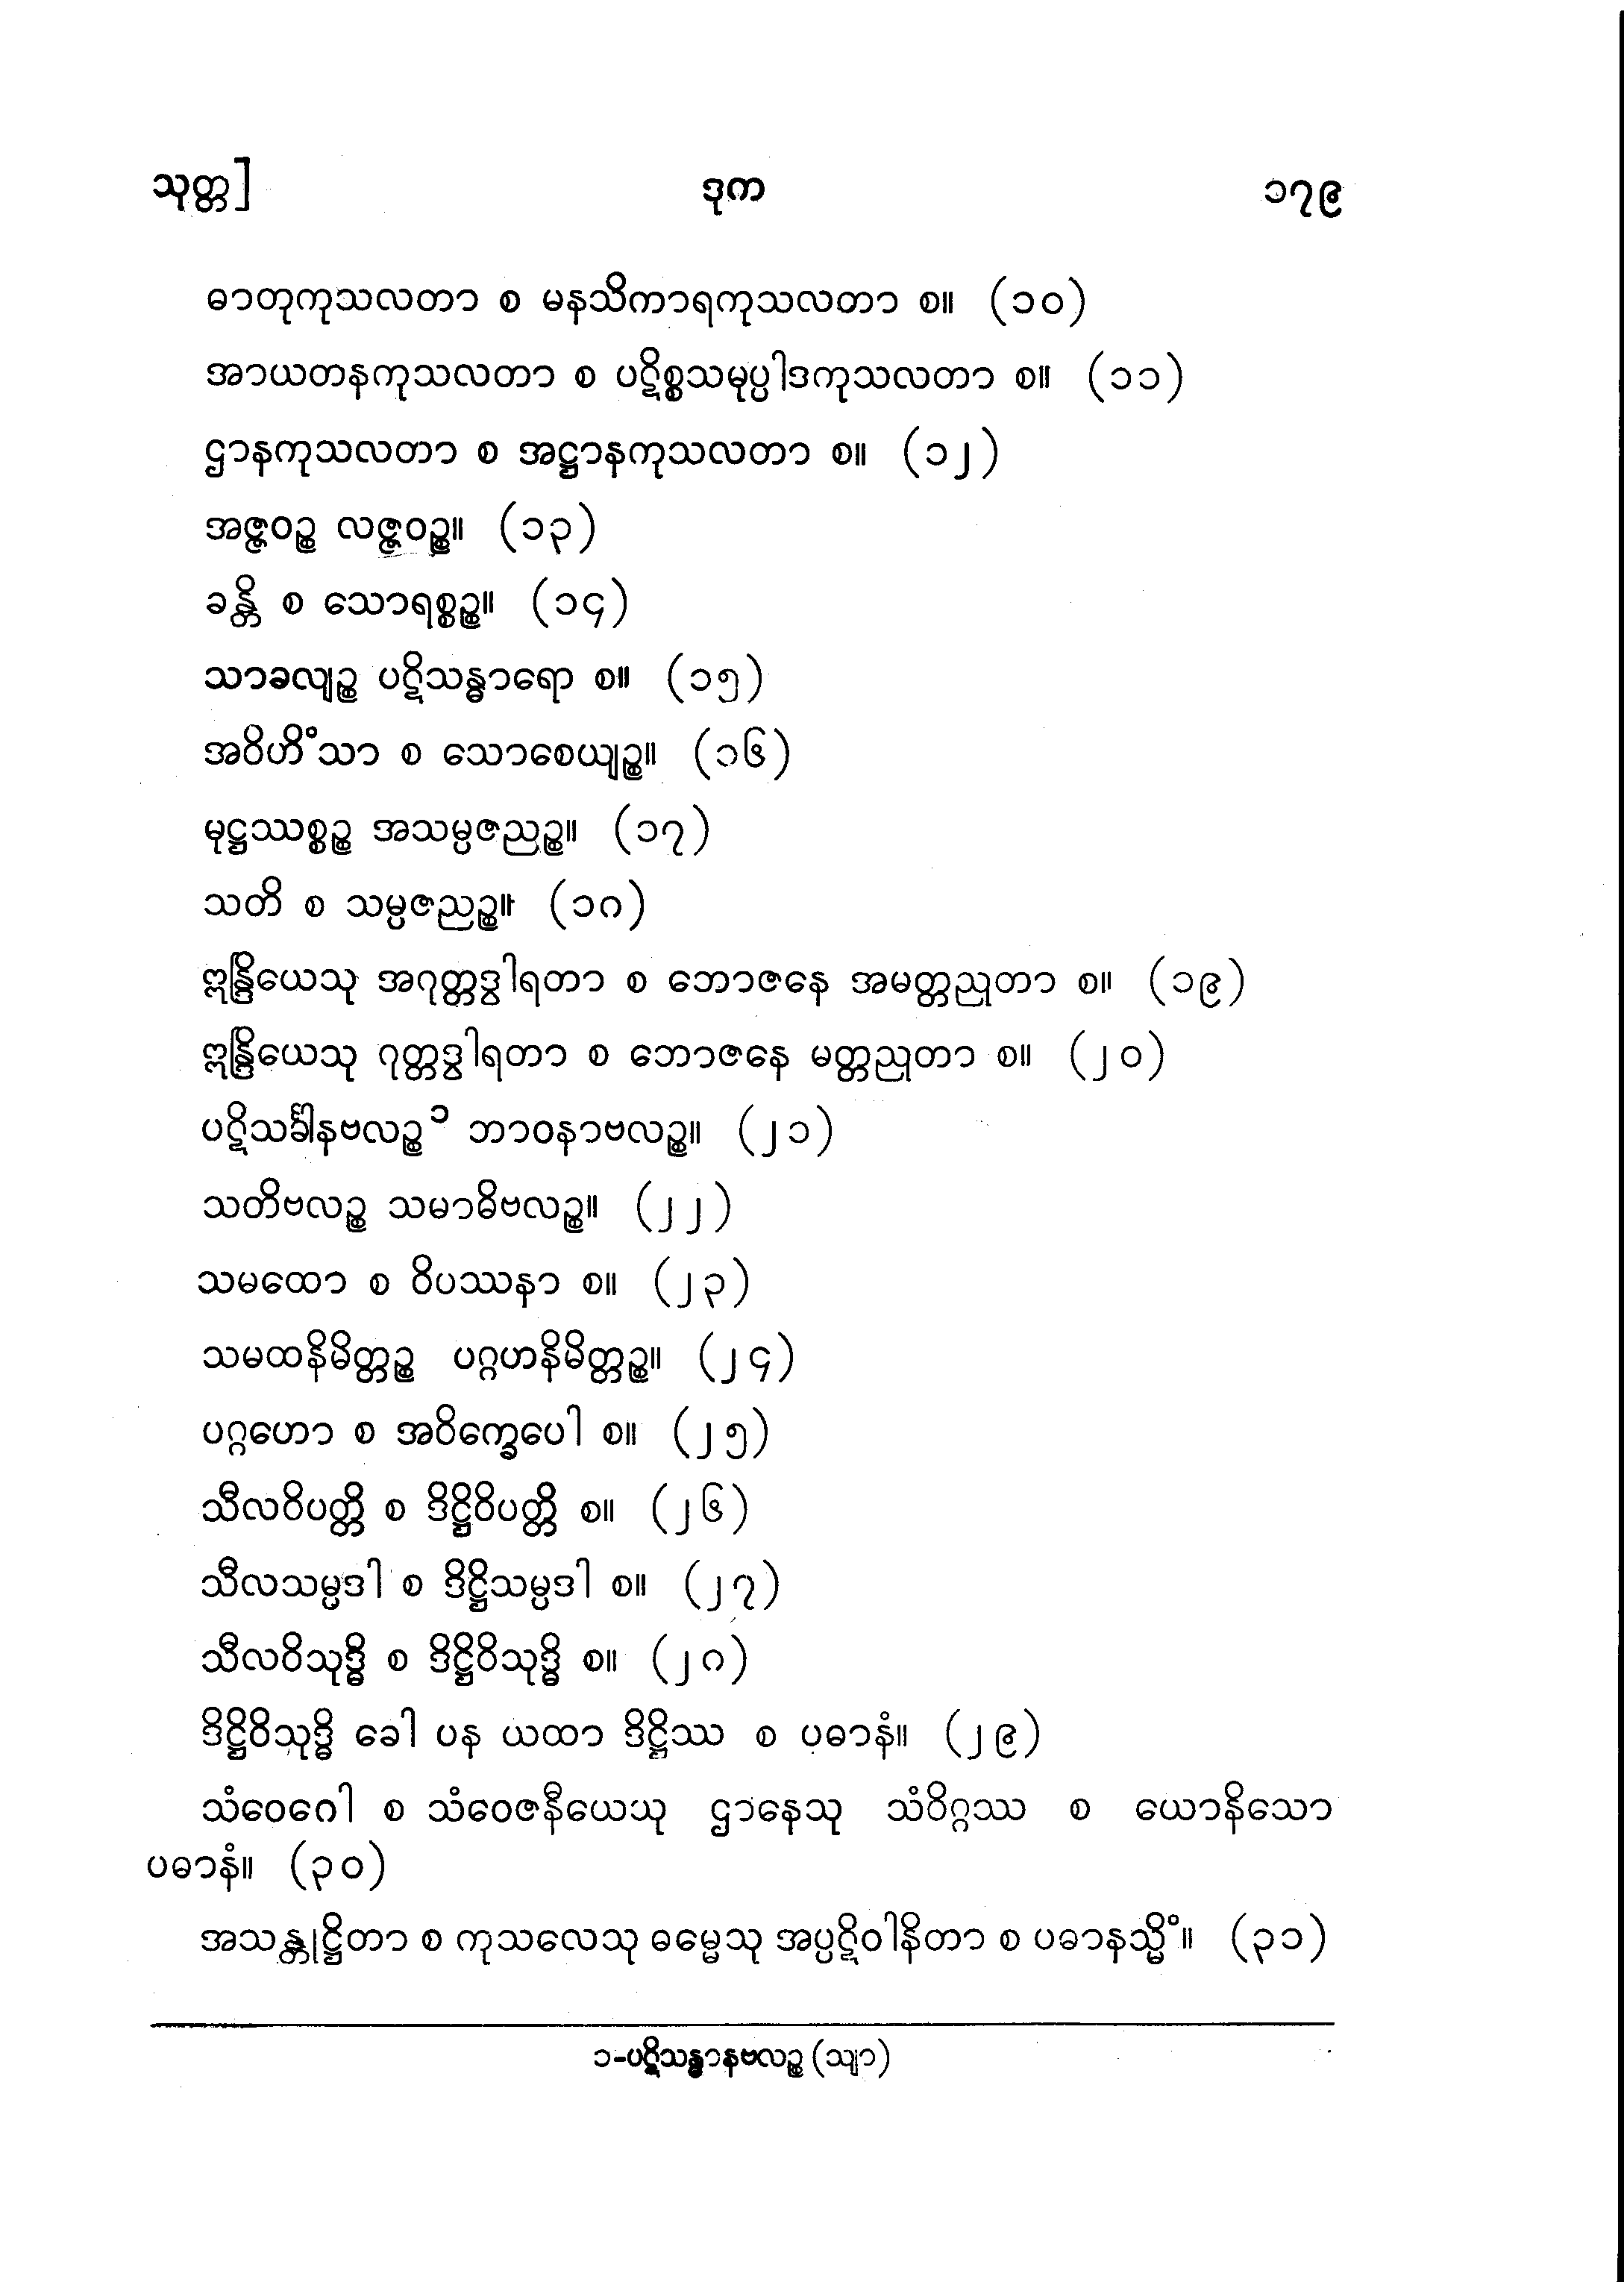 သုတ္တ] ဒုက ၁၇၉
ဓာတုကုသလတာ စ မနသိကာရကုသလတာ စ။ (၁၀)
အာယတနကုသလတာ စ ပဋိစ္စသမုပ္ပါဒကုသလတာ စ။ (၁၁)
ဌာနကုသလတာ စ အဋ္ဌာနကုသလတာ စ။ (၁၂)
အဇ္ဇဝဉ္စ လဇ္ဇဝဉ္စ။ (၁၃)
ခန္တိ စ သောရစ္စဉ္စ။ (၁၄)
သာခလျဉ္စ ပဋိသန္ထာရော စ။ (၁၅)
အဝိဟိံသာ စ သောစေယျဉ္စ။ (၁၆)
မုဋ္ဌဿစ္စဉ္စ အသမ္ပဇညဉ္စ။ (၁၇)
သတိ စ သမ္ပဇညဉ္စ။ (၁၈)
ဣန္ဒြိယေသု အဂုတ္တဒွါရတာ စ ဘောဇနေ အမတ္တညုတာ စ။ (၁၉)
ဣန္ဒြိယေသု ဂုတ္တဒွါရတာ စ ဘောဇနေ မတ္တညုတာ စ။ (၂၀)
ပဋိသင်္ခါနဗလဉ္စ ၁ ဘာဝနာဗလဉ္စ။ (၂၁)
သတိဗလဉ္စ သမာဓိဗလဉ္စ။ (၂၂)
သမထော စ ဝိပဿနာ စ။ (၂၃)
သမထနိမိတ္တဉ္စ ပဂ္ဂဟနိမိတ္တဉ္စ။ (၂၄)
ပဂ္ဂဟော စ အဝိက္ခေပေါ စ။ (၂၅)
သီလဝိပတ္တိ စ ဒိဋ္ဌိဝိပတ္တိ စ။ (၂၆)
သီလသမ္ပဒါ စ ဒိဋ္ဌိသမ္ပဒါ စ။ (၂၇)
သီလဝိသုဒ္ဓိ စ ဒိဋ္ဌိဝိသုဒ္ဓိ စ။ (၂၈)
ဒိဋ္ဌိဝိသုဒ္ဓိ ခေါ ပန ယထာ ဒိဋ္ဌိဿ စ ပဓာနံ။ (၂၉)
သံဝေဂေါ စ သံဝေဇနီယေယု ဌာနေသု သံဝိဂ္ဂဿ စ ယောနိသော
ပဓာနံ။ (၃၀)
အသန္တုဋ္ဌိတာ စ ကုသလေသု ဓမ္မေသု အပ္ပဋိဝါနိတာ စ ပဓာနသ္မိံ။ (၃၁)
၁-ပဋိသန္ဓာနဗလဉ္စ (သျာ)